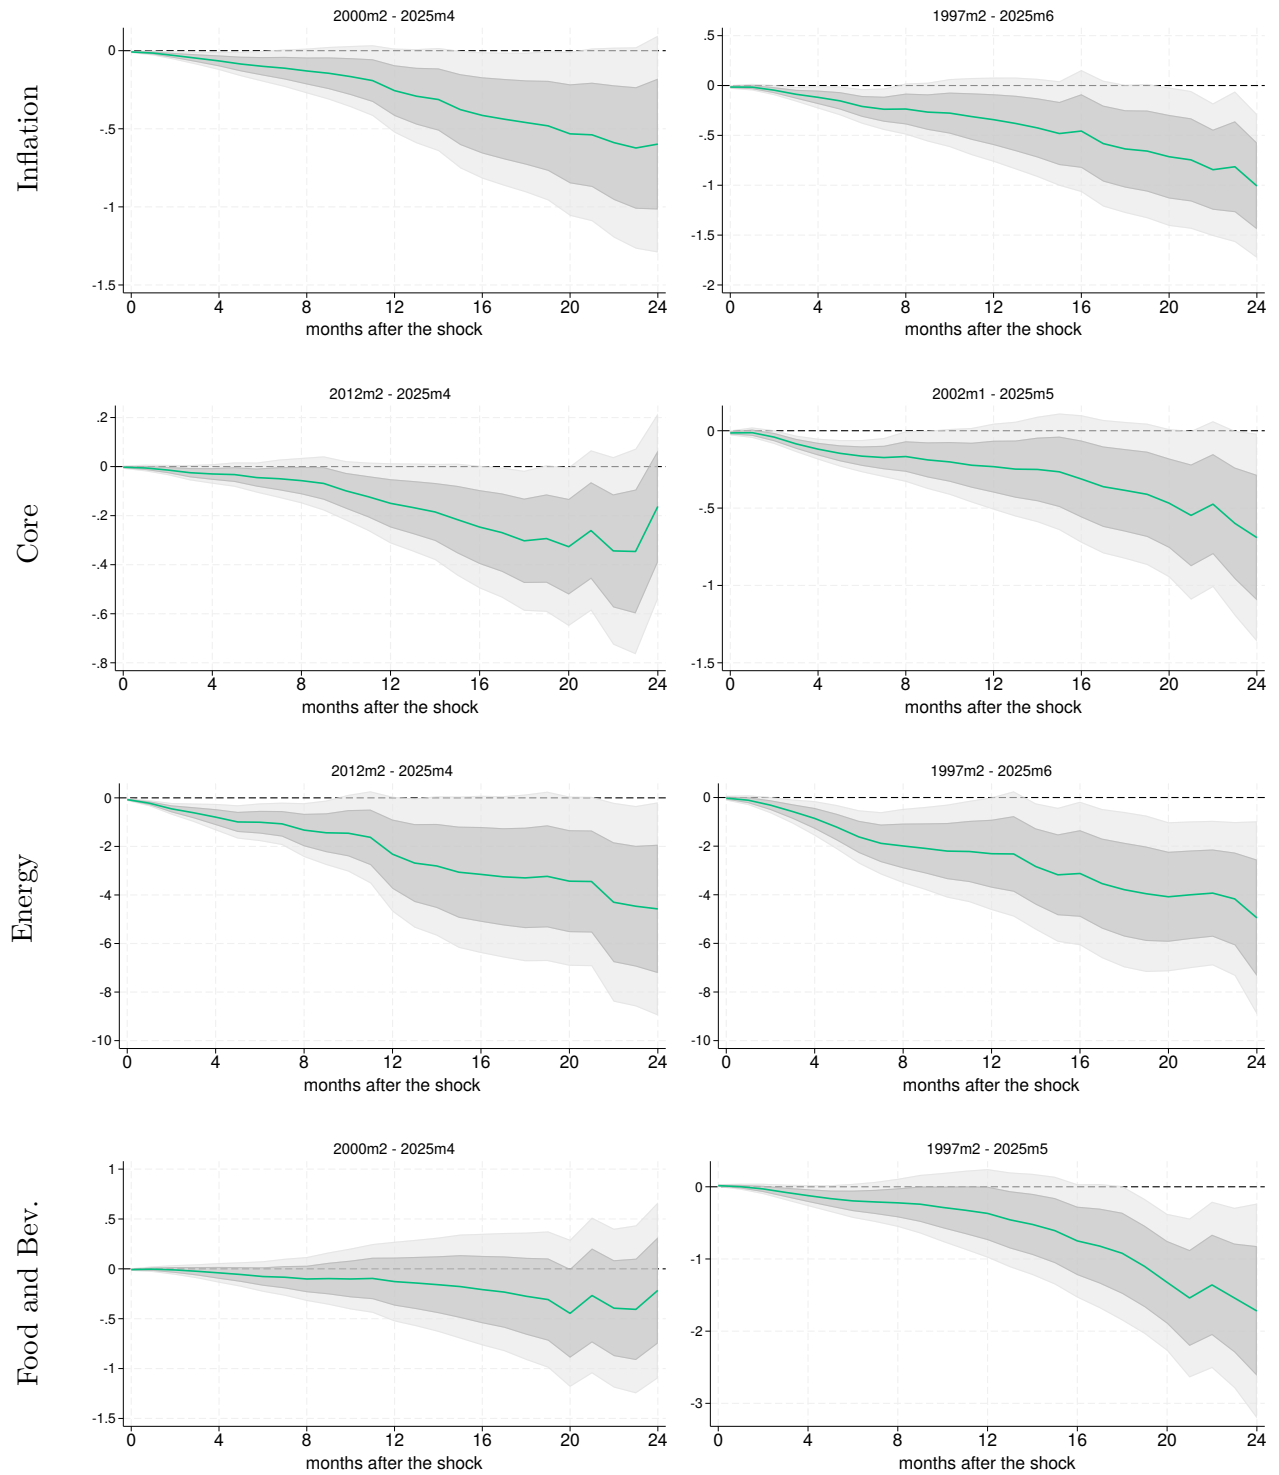 2000m2 - 2025m4
1997m2 - 2025m6
Inflation
0
-.5
-1
-1.5
0 4 8 12 16 20 24
months after the shock
.5
0
-.5
-1
-1.5
-2
0 4 8 12 16 20 24
months after the shock
2012m2 - 2025m4
2002m1 - 2025m5
Core
.2
0
-.2
-.4
-.6
-.8
0 4 8 12 16 20 24
months after the shock
0
-.5
-1
-1.5
0 4 8 12 16 20 24
months after the shock
2012m2 - 2025m4
1997m2 - 2025m6
Energy
0
-2
-4
-6
-8
-10
0 4 8 12 16 20 24
months after the shock
0
-2
-4
-6
-8
-10
0 4 8 12 16 20 24
months after the shock
2000m2 - 2025m4
1997m2 - 2025m5
Food and Bev.
1
.5
0
-.5
-1
-1.5
0 4 8 12 16 20 24
months after the shock
0
-1
-2
-3
0 4 8 12 16 20 24
months after the shock